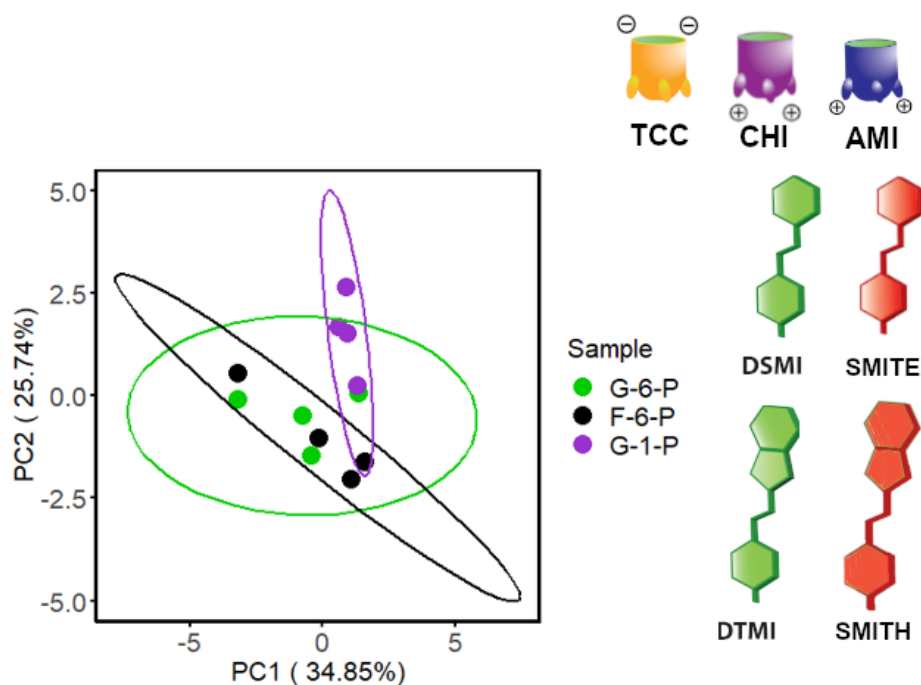 ⊖ ⊖
⊕ ⊕ ⊕ ⊕
TCC CHI AMI
DSMI SMITE
DTMI SMITH
5.0
2.5
0.0
-2.5
-5.0
PC2 ( 25.74%)
-5 0 5
PC1 ( 34.85%)
Sample
G-6-P
F-6-P
G-1-P